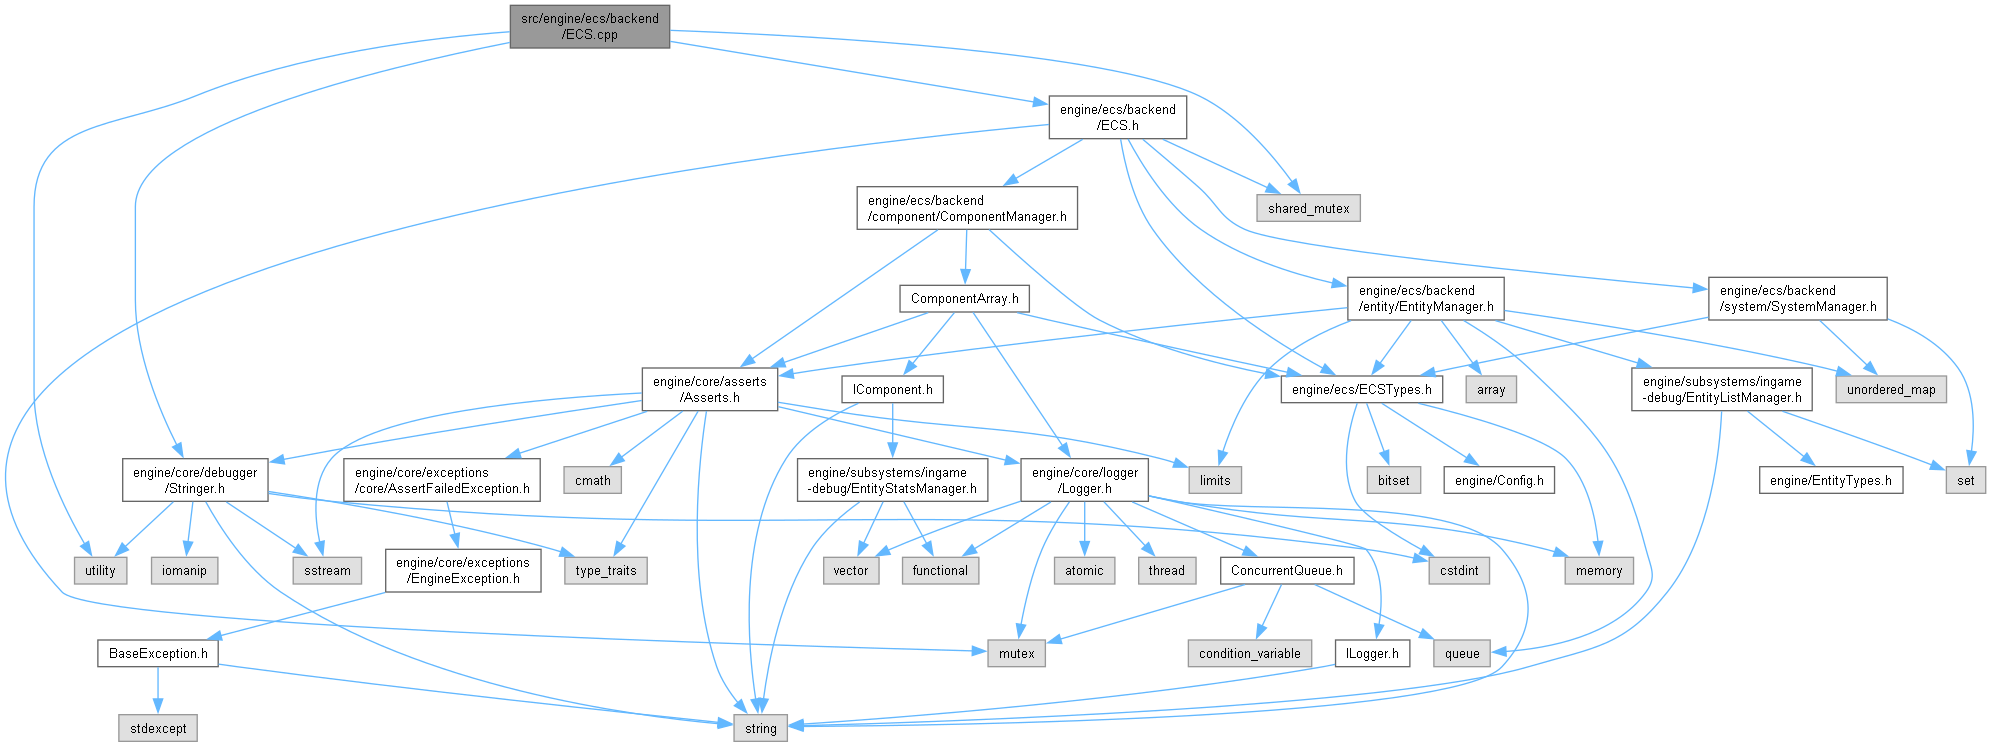 src/engine/ecs/backend
/ECS.cpp
engine/ecs/backend
/ECS.h
engine/ecs/backend
/component/ComponentManager.h
shared_mutex
ComponentArray.h
engine/ecs/backend
/entity/EntityManager.h
engine/ecs/backend
/system/SystemManager.h
engine/core/asserts
/Asserts.h
IComponent.h
engine/ecs/ECSTypes.h
array
engine/subsystems/ingame
-debug/EntityListManager.h
unordered_map
engine/core/debugger
/Stringer.h
engine/core/exceptions
/core/AssertFailedException.h
cmath
engine/subsystems/ingame
-debug/EntityStatsManager.h
engine/core/logger
/Logger.h
limits
bitset
engine/Config.h
engine/EntityTypes.h
set
utility
iomanip
sstream
engine/core/exceptions
/EngineException.h
type_traits
vector
functional
atomic
thread
ConcurrentQueue.h
cstdint
memory
BaseException.h
mutex
condition_variable
ILogger.h
queue
stdexcept
string